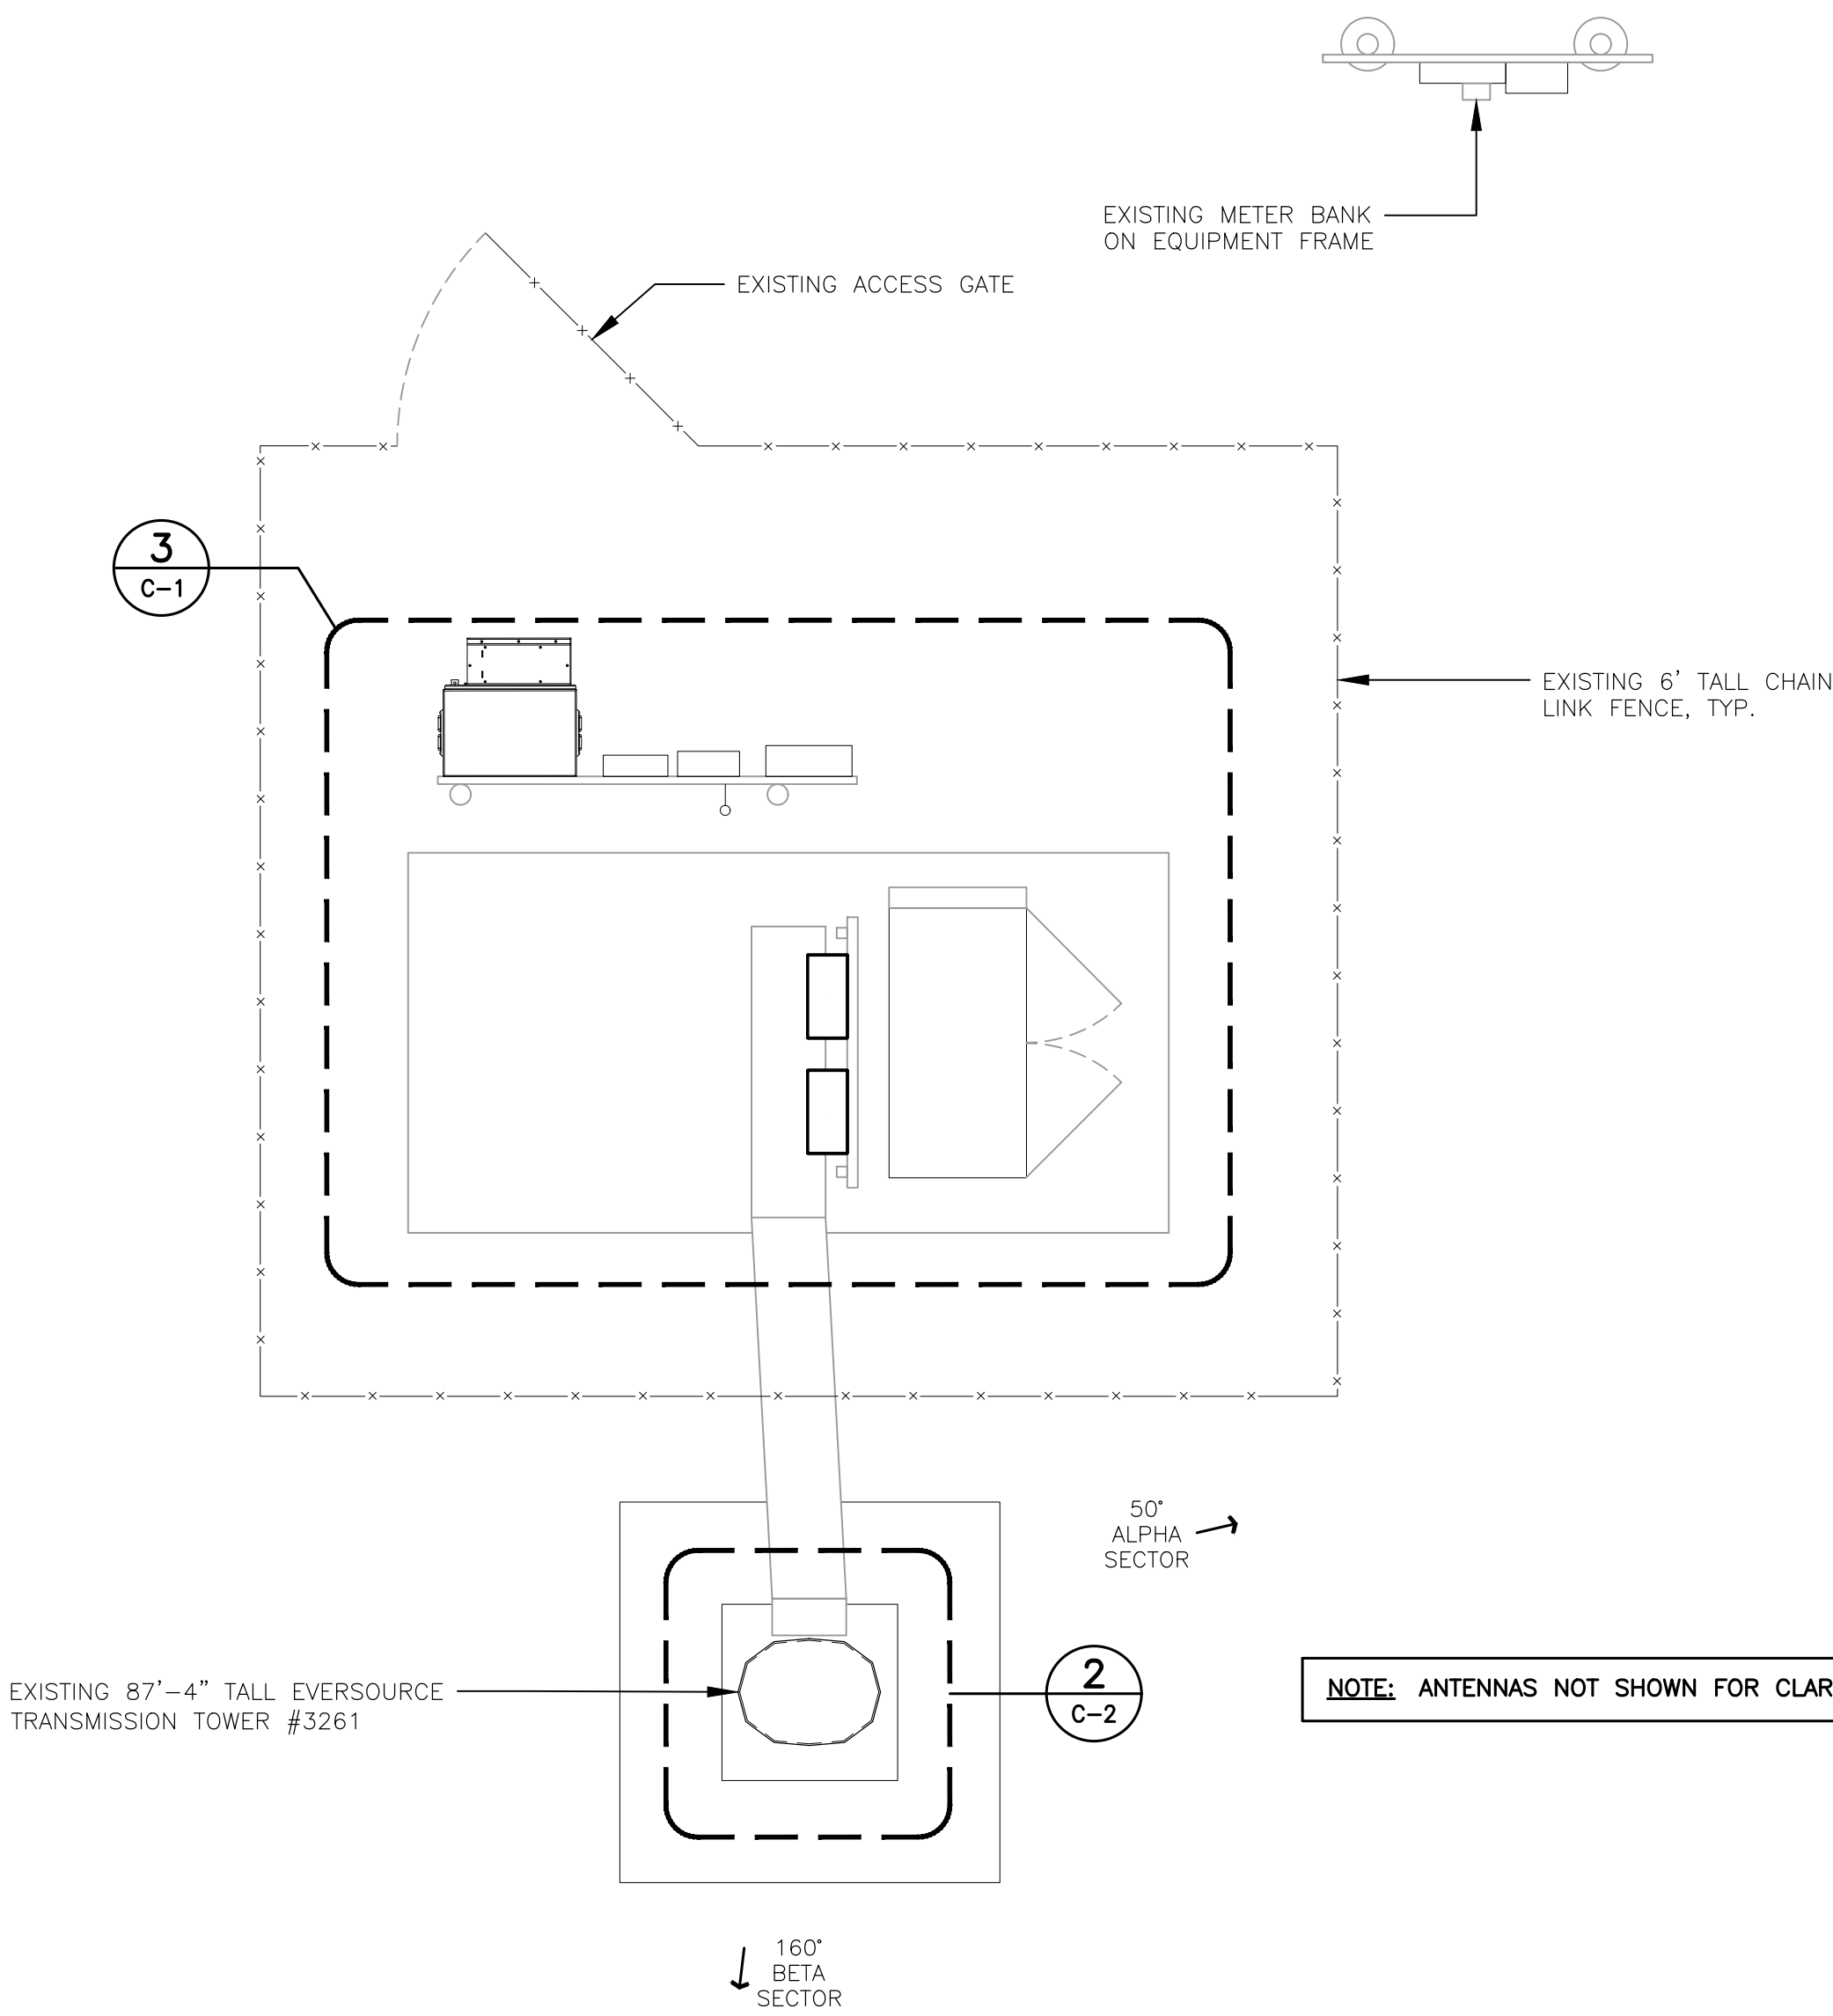 EXISTING METER BANK
ON EQUIPMENT FRAME
EXISTING ACCESS GATE
3
C-1
EXISTING 6' TALL CHAIN
LINK FENCE, TYP.
50°
ALPHA
SECTOR
EXISTING 87'-4" TALL EVERSOURCE
TRANSMISSION TOWER #3261
2
C-2
NOTE: ANTENNAS NOT SHOWN FOR CLAR
160°
BETA
SECTOR